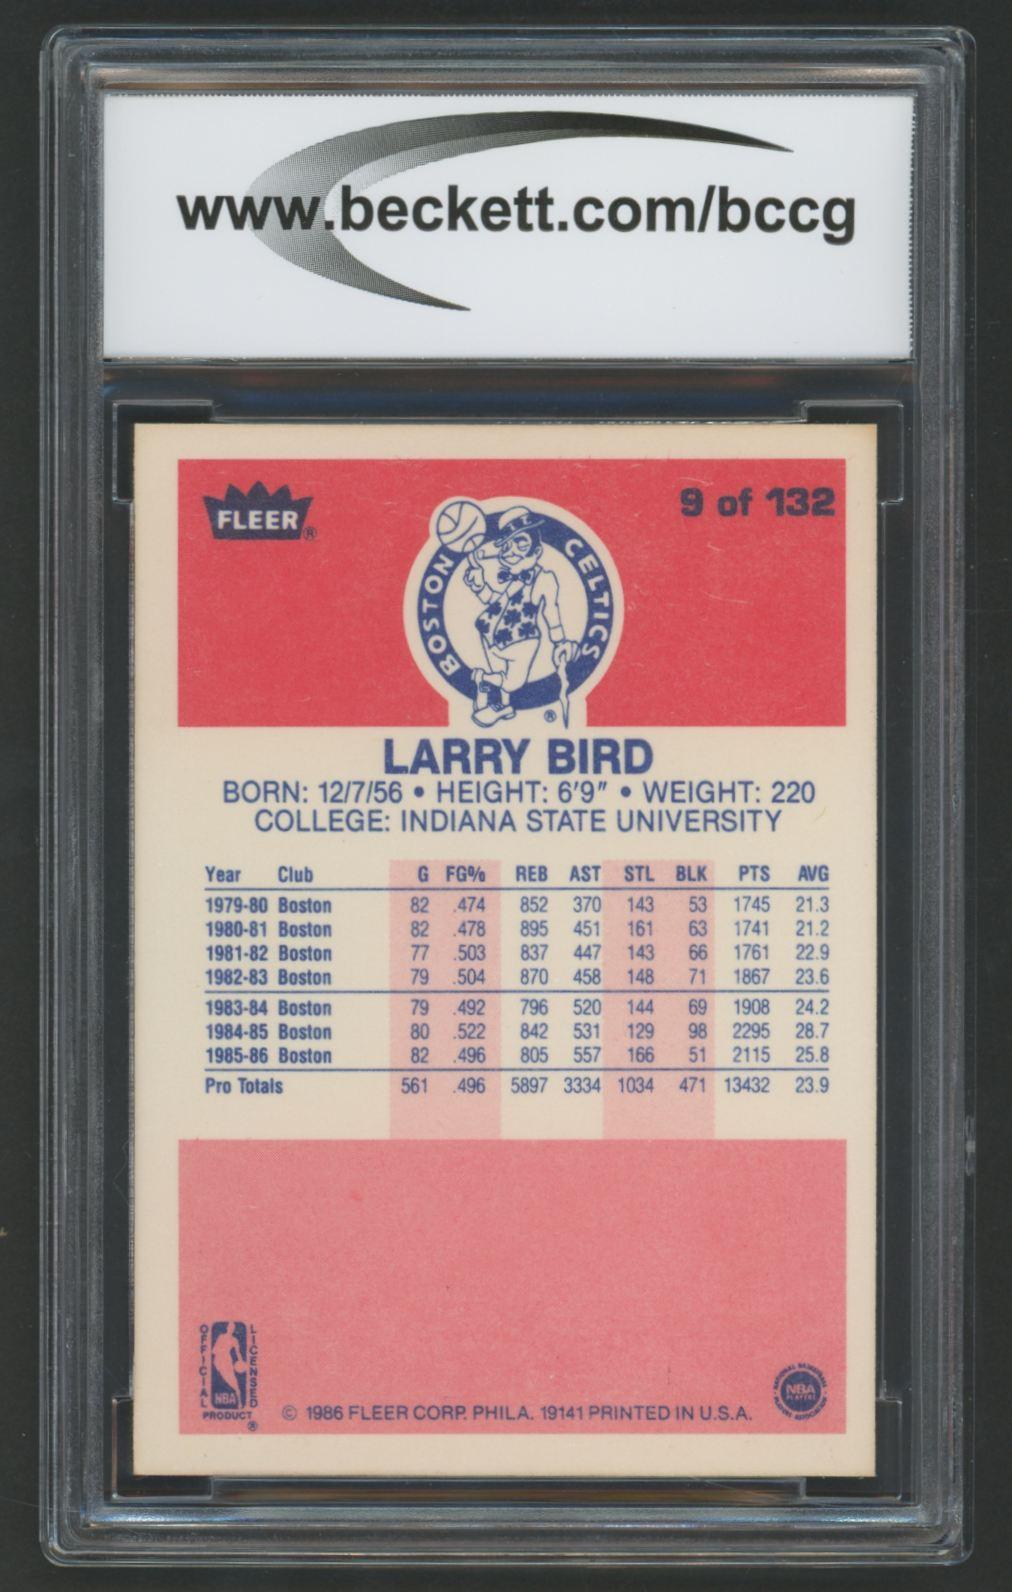 www.beckett.com/bccg
FLEER®
9 of 132
BOSTON CELTICS
®
LARRY BIRD
BORN: 12/7/56 • HEIGHT: 6'9" • WEIGHT: 220
COLLEGE: INDIANA STATE UNIVERSITY
Year Club G FG% REB AST STL BLK PTS AVG
1979-80 Boston 82 .474 852 370 143 53 1745 21.3
1980-81 Boston 82 .478 895 451 161 63 1741 21.2
1981-82 Boston 77 .503 837 447 143 66 1761 22.9
1982-83 Boston 79 .504 870 458 148 71 1867 23.6
1983-84 Boston 79 .492 796 520 144 69 1908 24.2
1984-85 Boston 80 .522 842 531 129 98 2295 28.7
1985-86 Boston 82 .496 805 557 166 51 2115 25.8
Pro Totals 561 .496 5897 3334 1034 471 13432 23.9
OFFICIAL LICENSED
NBA
PRODUCT ®
© 1986 FLEER CORP. PHILA. 19141 PRINTED IN U.S.A.
NATIONAL BASKETBALL
NBA
PLAYERS
PLAYERS ASSOCIATION